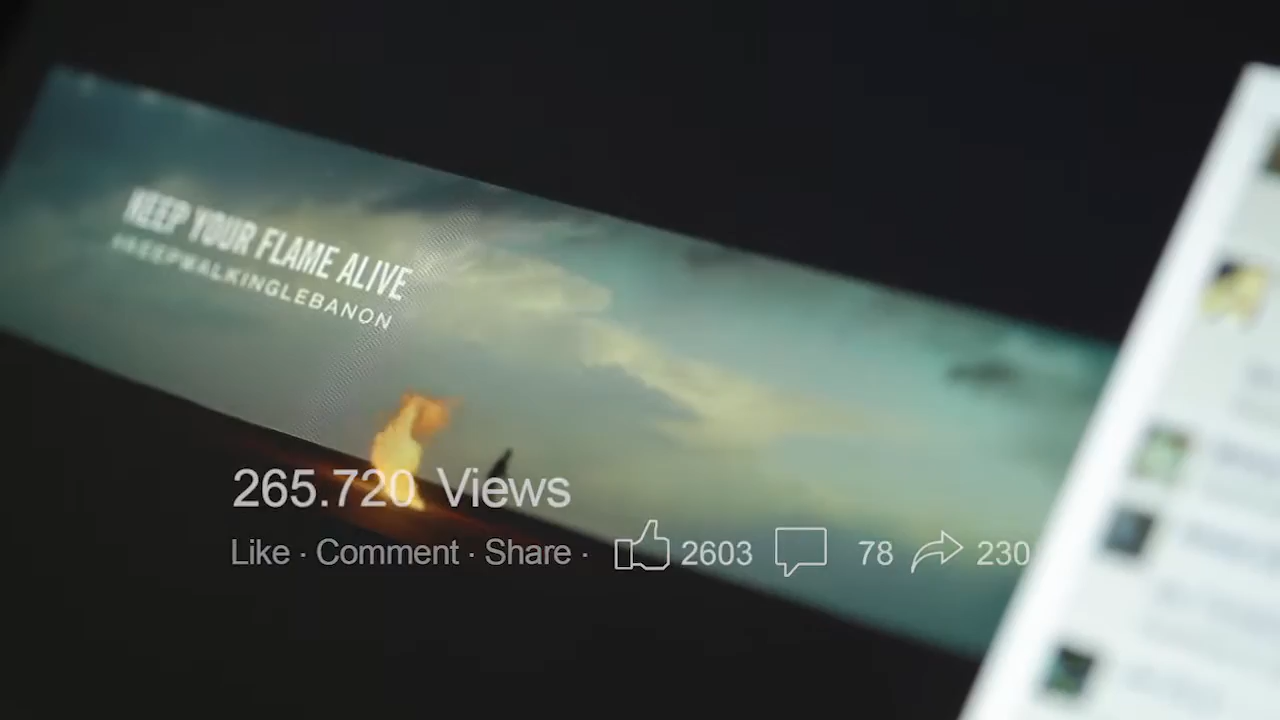 KEEP YOUR FLAME ALIVE
#KEEPWALKINGLEBANON
265.720 Views
Like · Comment · Share · 2603 78 230